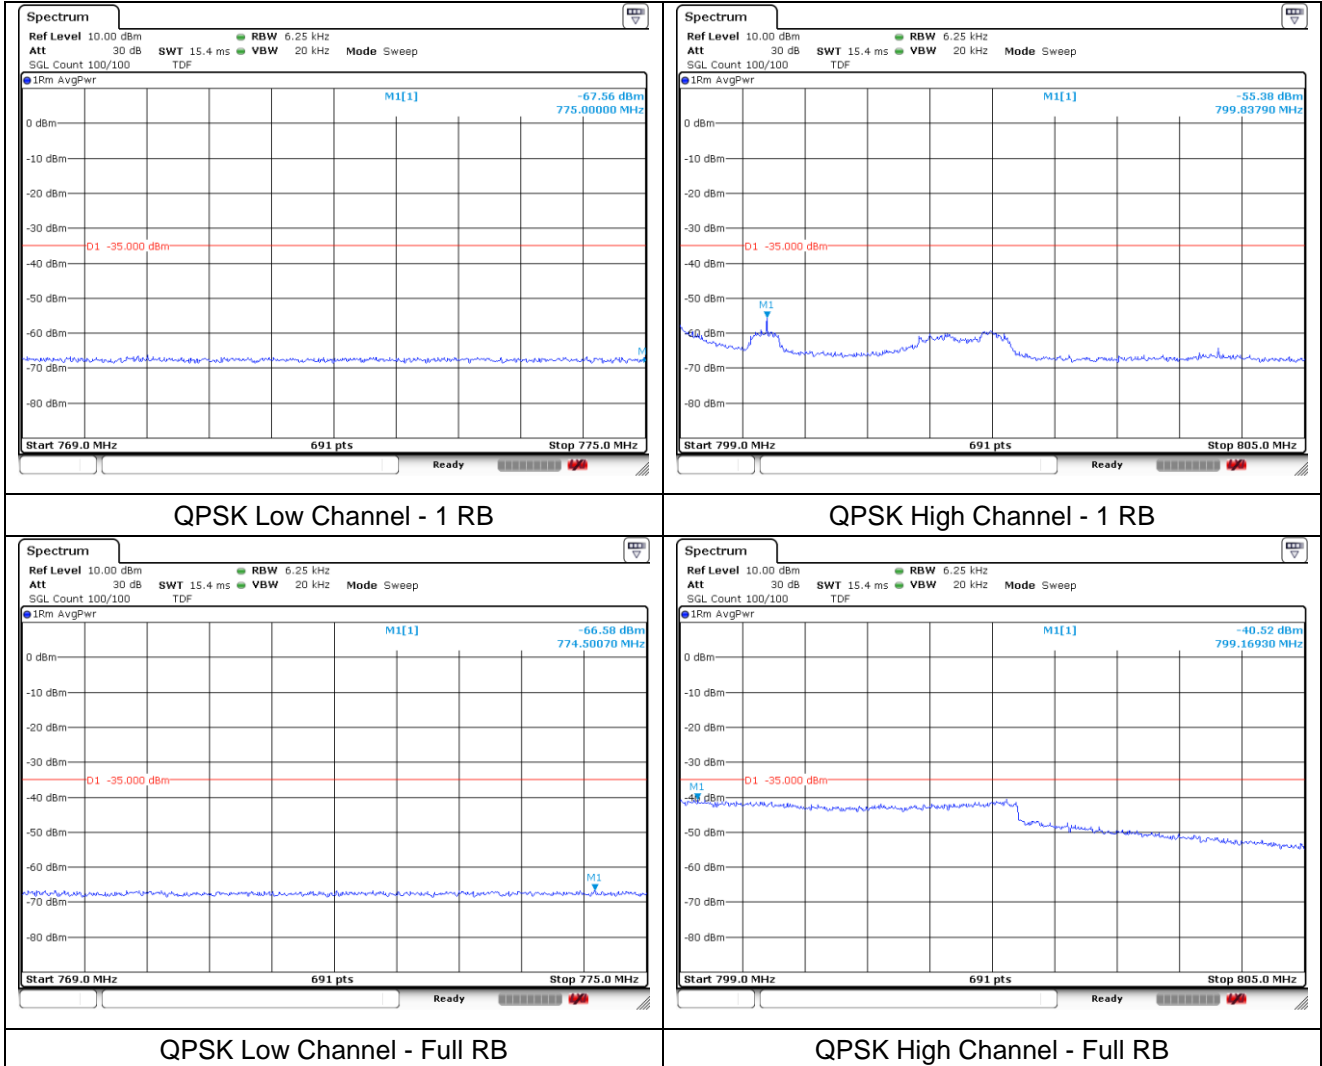 Spectrum
Ref Level 10.00 dBm RBW 6.25 kHz
Att 30 dB SWT 15.4 ms VBW 20 kHz Mode Sweep
SGL Count 100/100 TDF
1Rm AvgPwr
M1[1] -67.56 dBm
775.00000 MHz
0 dBm
-10 dBm
-20 dBm
-30 dBm
D1 -35.000 dBm
-40 dBm
-50 dBm
-60 dBm
M
-70 dBm
-80 dBm
Start 769.0 MHz 691 pts Stop 775.0 MHz
Ready
QPSK Low Channel - 1 RB
Spectrum
Ref Level 10.00 dBm RBW 6.25 kHz
Att 30 dB SWT 15.4 ms VBW 20 kHz Mode Sweep
SGL Count 100/100 TDF
1Rm AvgPwr
M1[1] -55.38 dBm
799.83790 MHz
0 dBm
-10 dBm
-20 dBm
-30 dBm
D1 -35.000 dBm
-40 dBm
-50 dBm
M1
-60 dBm
-70 dBm
-80 dBm
Start 799.0 MHz 691 pts Stop 805.0 MHz
Ready
QPSK High Channel - 1 RB
Spectrum
Ref Level 10.00 dBm RBW 6.25 kHz
Att 30 dB SWT 15.4 ms VBW 20 kHz Mode Sweep
SGL Count 100/100 TDF
1Rm AvgPwr
M1[1] -66.58 dBm
774.50070 MHz
0 dBm
-10 dBm
-20 dBm
-30 dBm
D1 -35.000 dBm
-40 dBm
-50 dBm
-60 dBm
M1
-70 dBm
-80 dBm
Start 769.0 MHz 691 pts Stop 775.0 MHz
Ready
QPSK Low Channel - Full RB
Spectrum
Ref Level 10.00 dBm RBW 6.25 kHz
Att 30 dB SWT 15.4 ms VBW 20 kHz Mode Sweep
SGL Count 100/100 TDF
1Rm AvgPwr
M1[1] -40.52 dBm
799.16930 MHz
0 dBm
-10 dBm
-20 dBm
-30 dBm
D1 -35.000 dBm
M1
-40 dBm
-50 dBm
-60 dBm
-70 dBm
-80 dBm
Start 799.0 MHz 691 pts Stop 805.0 MHz
Ready
QPSK High Channel - Full RB